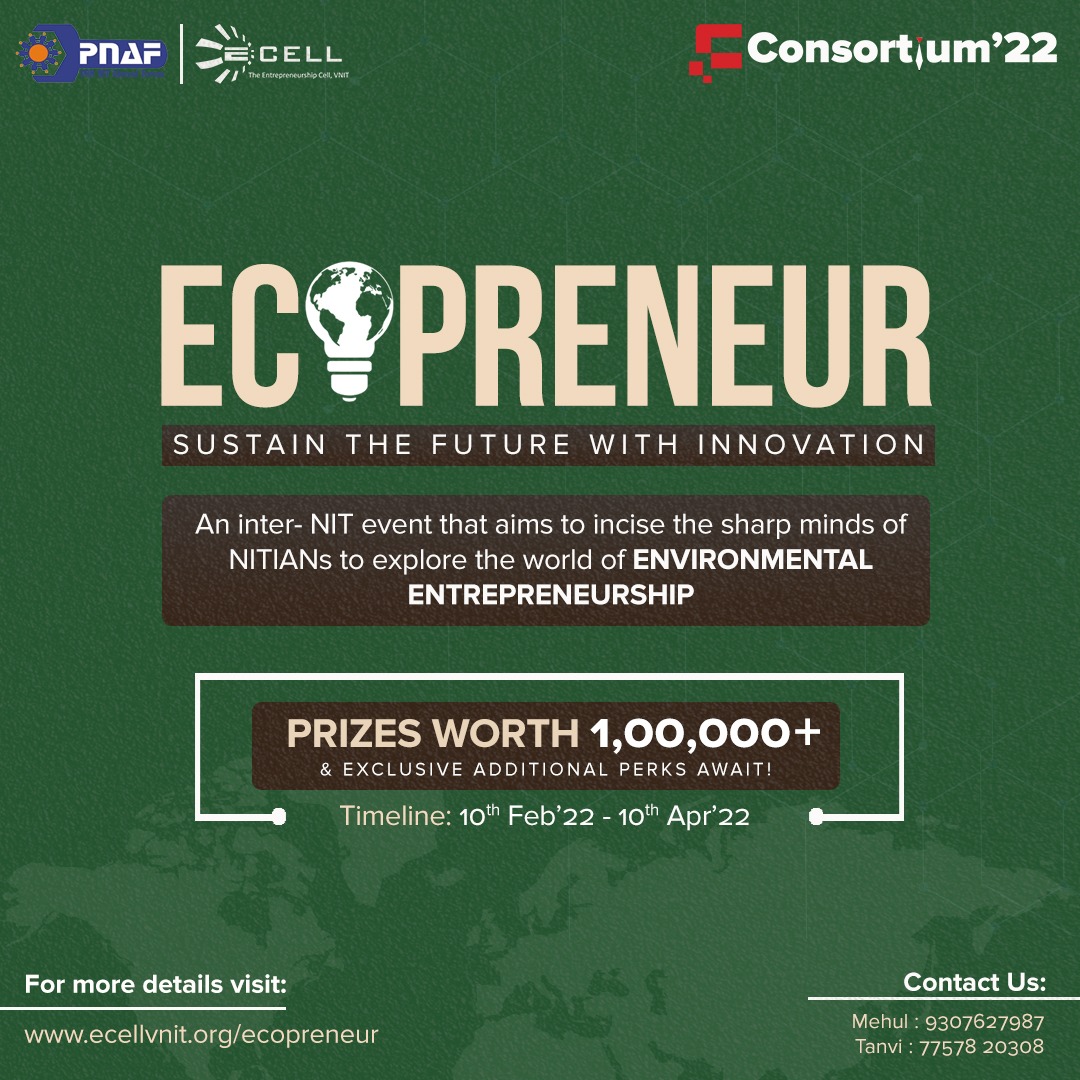 PNAF
E-CELL
The Entrepreneurship Cell, VNIT
Consortium’22
ECOPRENEUR
SUSTAIN THE FUTURE WITH INNOVATION
An inter- NIT event that aims to incise the sharp minds of
NITIANs to explore the world of ENVIRONMENTAL
ENTREPRENEURSHIP
PRIZES WORTH 1,00,000+
& EXCLUSIVE ADDITIONAL PERKS AWAIT!
Timeline: 10th Feb’22 - 10th Apr’22
For more details visit:
www.ecellvnit.org/ecopreneur
Contact Us:
Mehul : 9307627987
Tanvi : 77578 20308